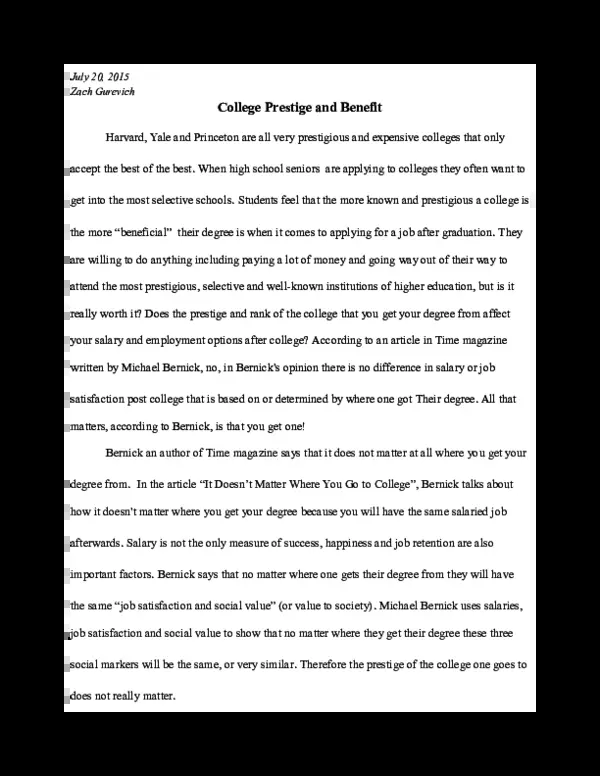 July 20, 2015
Zach Gurevich
College Prestige and Benefit
Harvard, Yale and Princeton are all very prestigious and expensive colleges that only
accept the best of the best. When high school seniors are applying to colleges they often want to
get into the most selective schools. Students feel that the more known and prestigious a college is
the more “beneficial” their degree is when it comes to applying for a job after graduation. They
are willing to do anything including paying a lot of money and going way out of their way to
attend the most prestigious, selective and well-known institutions of higher education, but is it
really worth it? Does the prestige and rank of the college that you get your degree from affect
your salary and employment options after college? According to an article in Time magazine
written by Michael Bernick, no, in Bernick's opinion there is no difference in salary or job
satisfaction post college that is based on or determined by where one got Their degree. All that
matters, according to Bernick, is that you get one!
Bernick an author of Time magazine says that it does not matter at all where you get your
degree from. In the article “It Doesn’t Matter Where You Go to College”, Bernick talks about
how it doesn't matter where you get your degree because you will have the same salaried job
afterwards. Salary is not the only measure of success, happiness and job retention are also
important factors. Bernick says that no matter where one gets their degree from they will have
the same “job satisfaction and social value” (or value to society). Michael Bernick uses salaries,
job satisfaction and social value to show that no matter where they get their degree these three
social markers will be the same, or very similar. Therefore the prestige of the college one goes to
does not really matter.